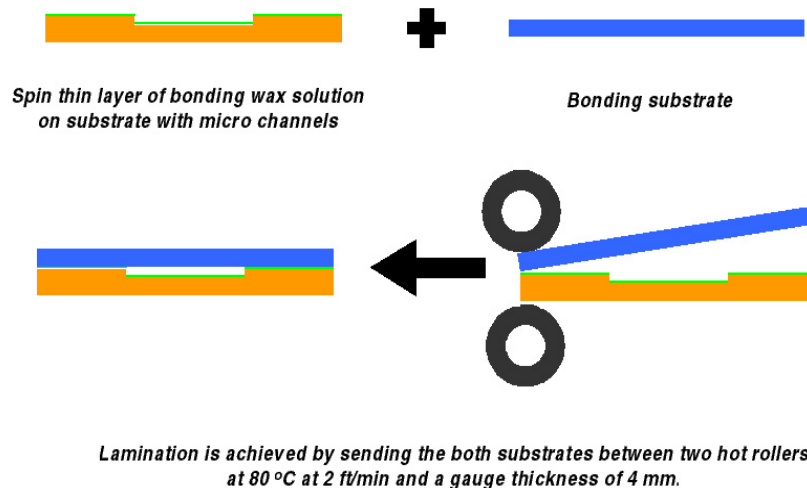 Spin thin layer of bonding wax solution
on substrate with micro channels
Bonding substrate
Lamination is achieved by sending the both substrates between two hot rollers
at 80 ºC at 2 ft/min and a gauge thickness of 4 mm.